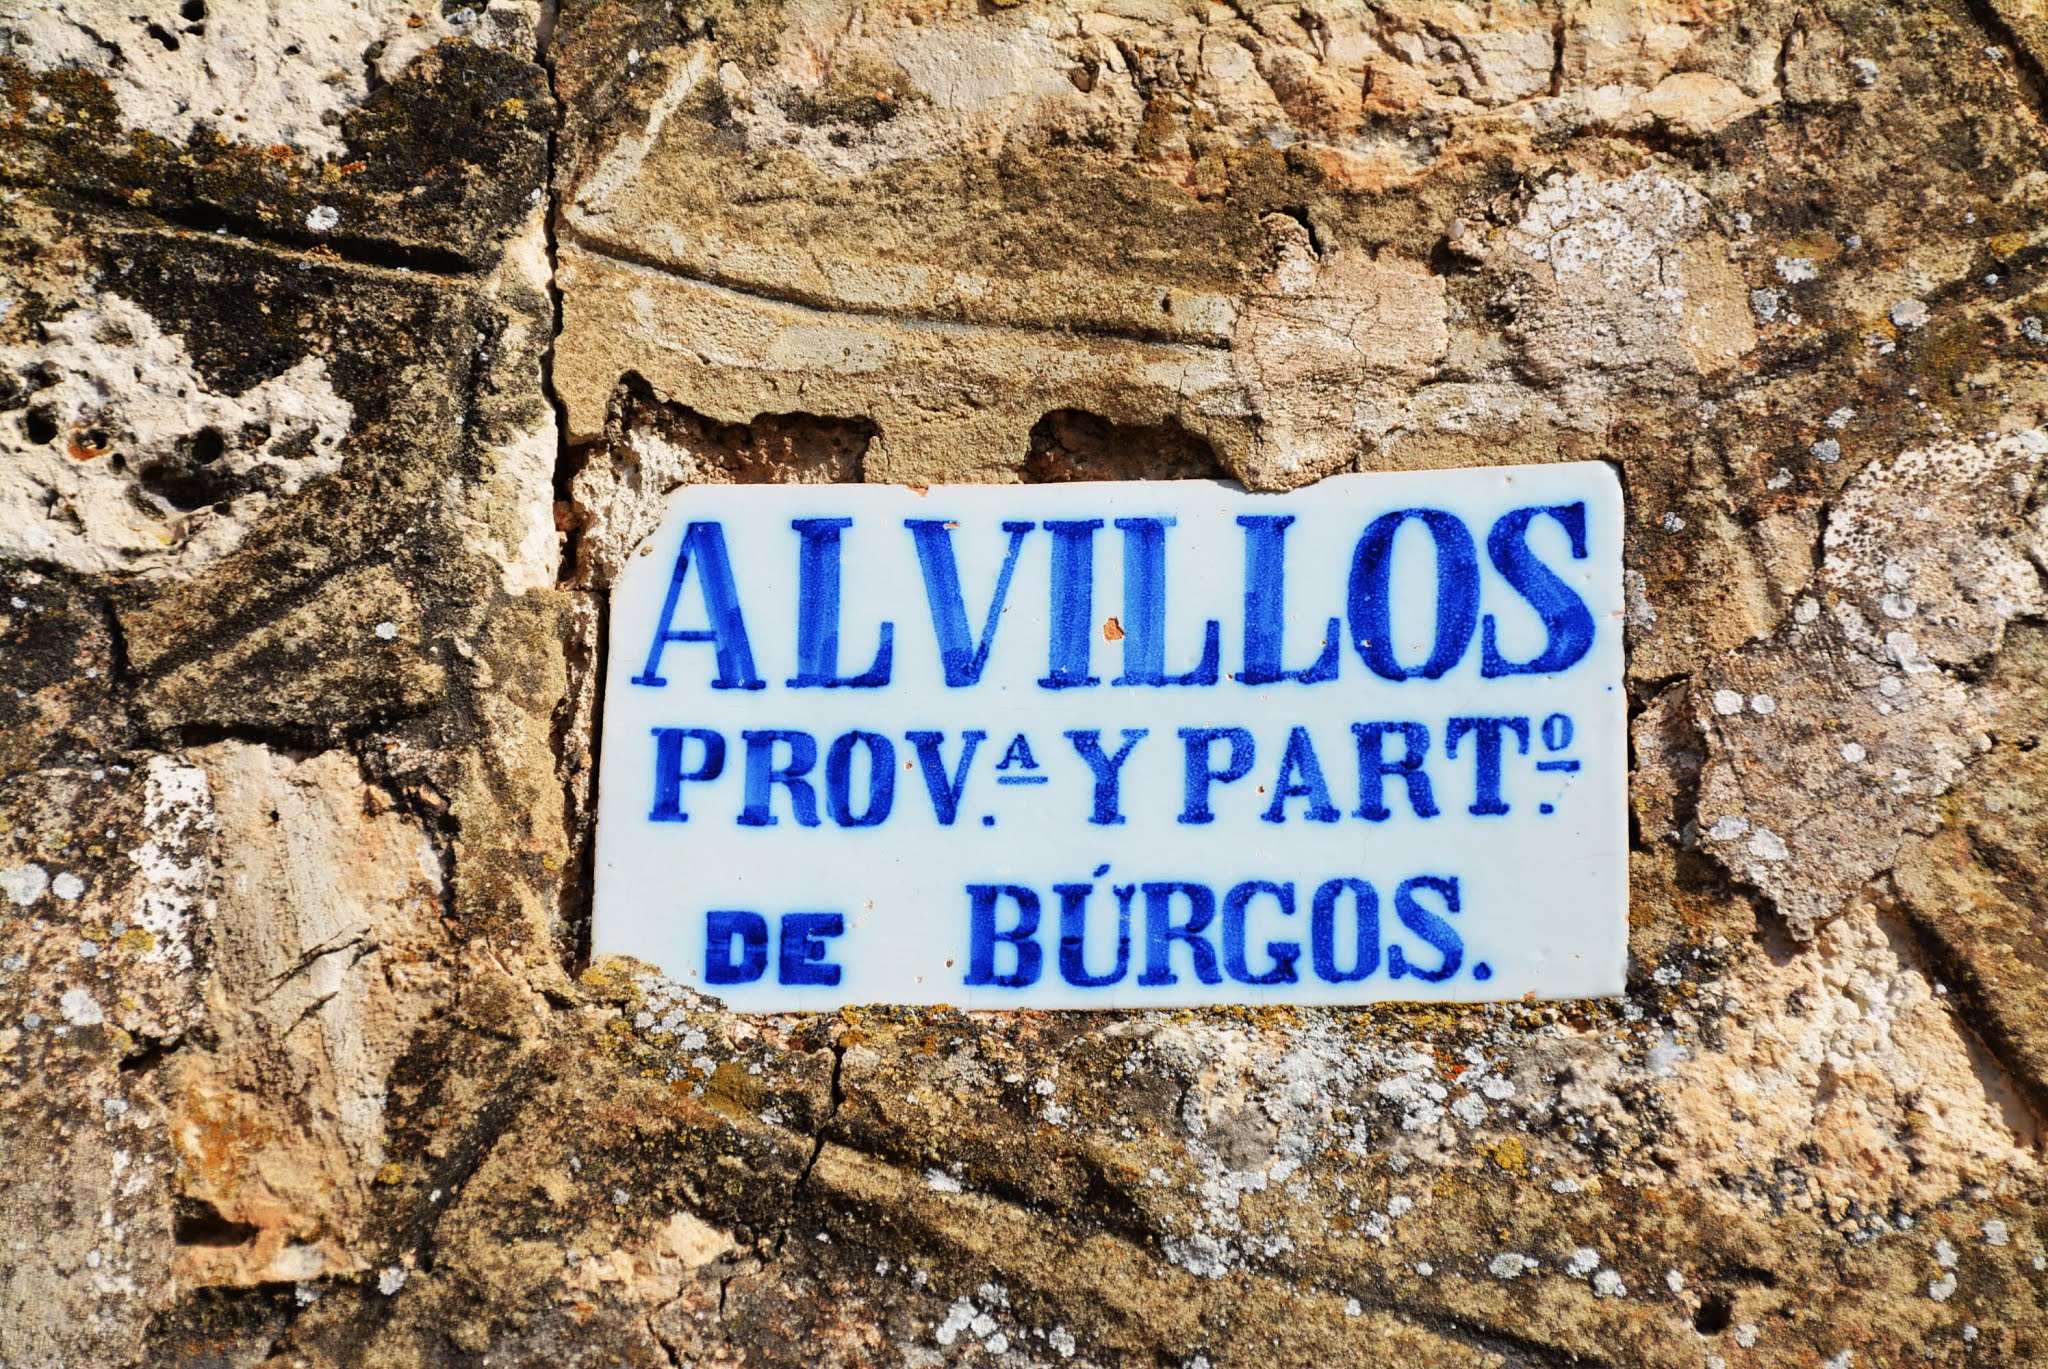 ALVILLOS
PROV.ª Y PART.º
DE BÚRGOS.